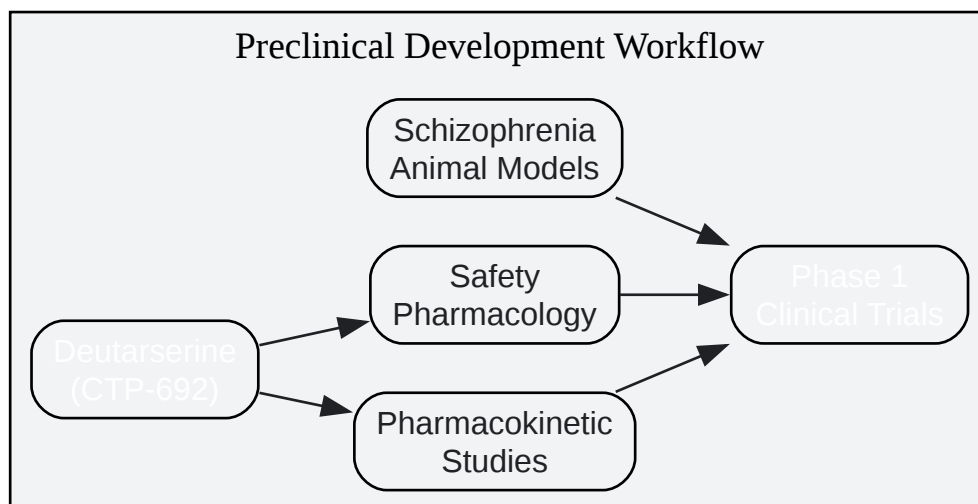 Preclinical Development Workflow
Schizophrenia
Animal Models
Safety
Pharmacology
Phase 1
Clinical Trials
Deutarserine
(CTP-692)
Pharmacokinetic
Studies